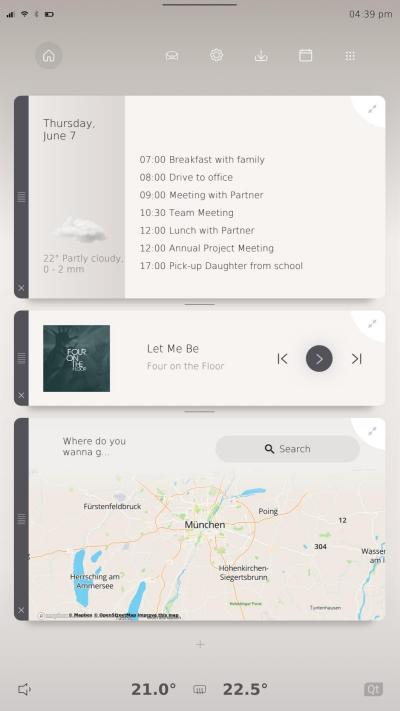 04:39 pm
Thursday,
June 7
07:00 Breakfast with family
08:00 Drive to office
09:00 Meeting with Partner
10:30 Team Meeting
12:00 Lunch with Partner
12:00 Annual Project Meeting
17:00 Pick-up Daughter from school
22° Partly cloudy,
0 - 2 mm
FOUR
ON
THE
FLOOR
Let Me Be
Four on the Floor
Where do you
wanna g...
Search
Fürstenfeldbruck
Poing
München
12
304
Wasser
am I
Höhenkirchen-
Siegertsbrunn
Herrsching am
Ammersee
Tuntenhausen
© Mapbox © OpenStreetMap Improve this map
21.0°
22.5°
Qt